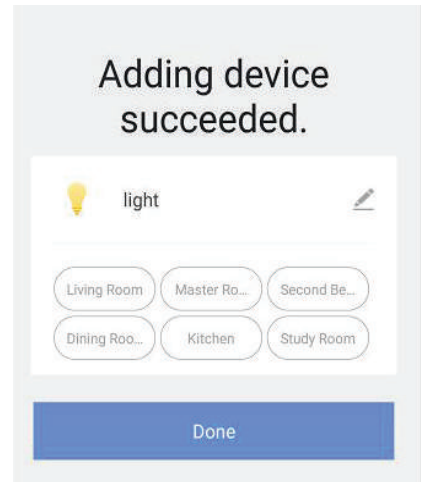 Adding device
succeeded.
light
Living Room Master Ro... Second Be...
Dining Roo... Kitchen Study Room
Done